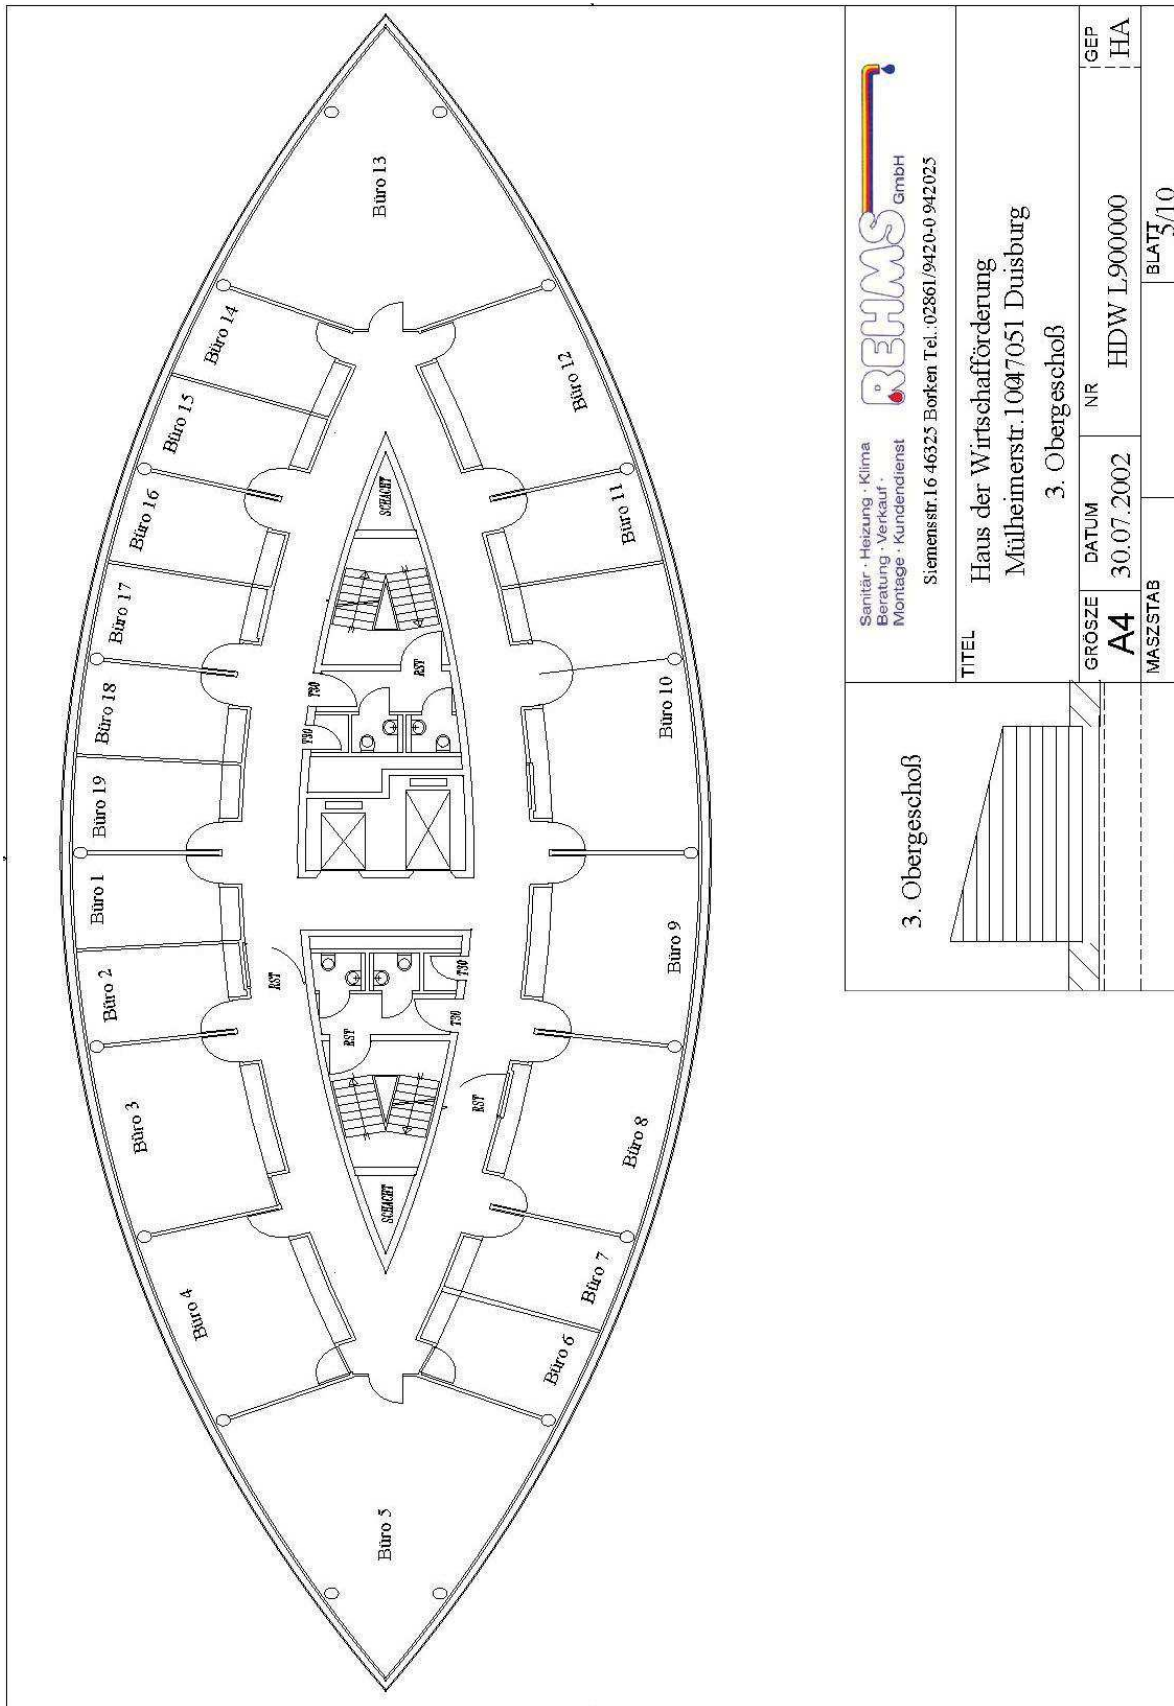 Büro 1
Büro 2
Büro 3
Büro 4
Büro 5
Büro 6
Büro 7
Büro 8
Büro 9
Büro 10
Büro 11
Büro 12
Büro 13
Büro 14
Büro 15
Büro 16
Büro 17
Büro 18
Büro 19
RST
RST
RST
T30
T30
SCHACHT
T30
T30
RST
SCHACHT
3. Obergeschoß
Sanitär · Heizung · Klima
Beratung · Verkauf ·
Montage · Kundendienst
REHMS GmbH
Siemensstr.16 46325 Borken Tel.:02861/9420-0 942025
TITEL
Haus der Wirtschafförderung
Mülheimerstr.10047051 Duisburg
3. Obergeschoß
GRÖSZE
A4
DATUM
30.07.2002
NR
HDW L900000
GEP
HA
MASZSTAB
BLATT
5/10